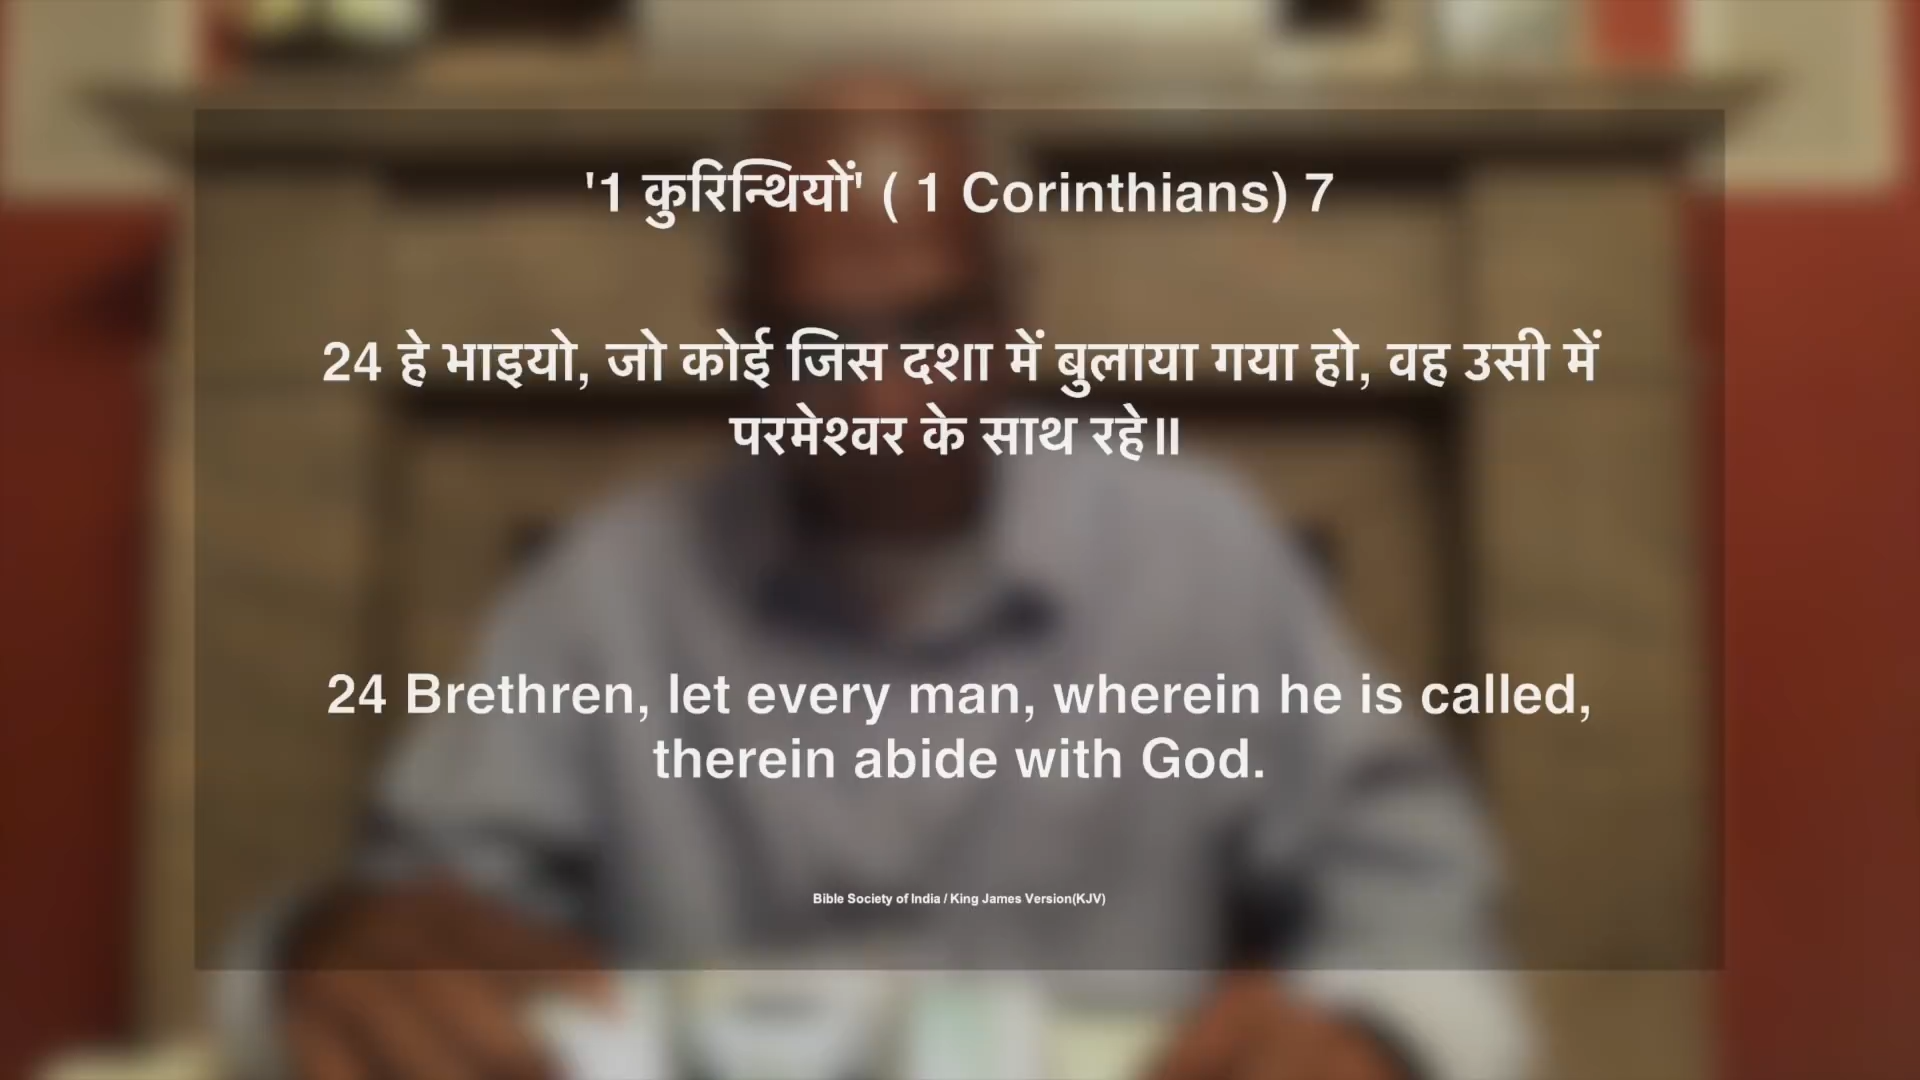 '1 कुरिन्थियों' ( 1 Corinthians) 7
24 हे भाइयो, जो कोई जिस दशा में बुलाया गया हो, वह उसी में
परमेश्वर के साथ रहे॥
24 Brethren, let every man, wherein he is called,
therein abide with God.
Bible Society of India / King James Version(KJV)